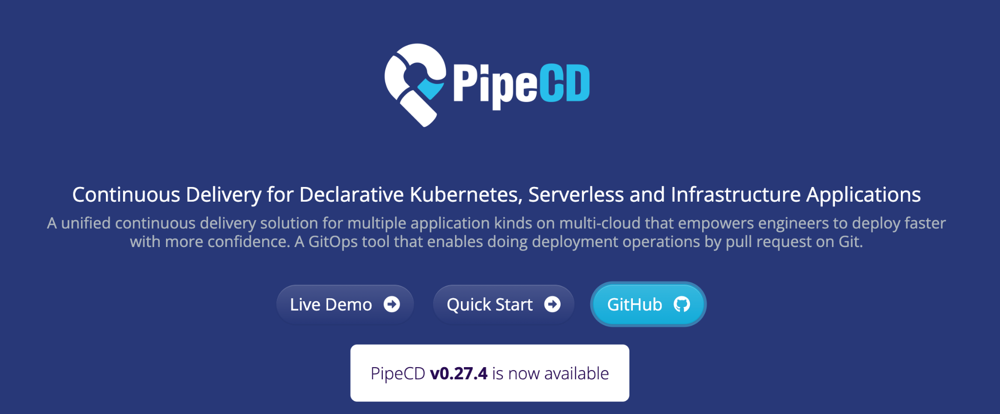 PipeCD
Continuous Delivery for Declarative Kubernetes, Serverless and Infrastructure Applications
A unified continuous delivery solution for multiple application kinds on multi-cloud that empowers engineers to deploy faster
with more confidence. A GitOps tool that enables doing deployment operations by pull request on Git.
Live Demo
Quick Start
GitHub
PipeCD v0.27.4 is now available